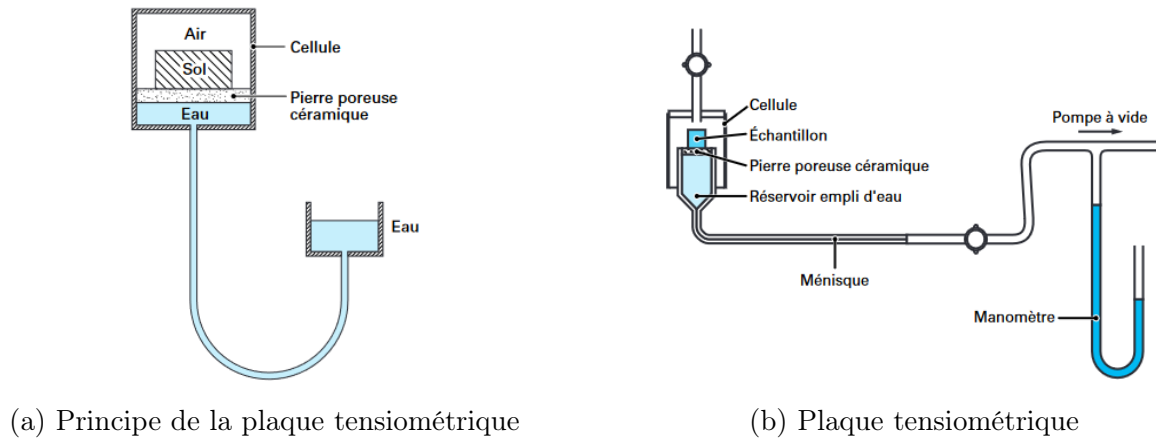 Air
Cellule
Sol
Pierre poreuse
céramique
Eau
Eau
(a) Principe de la plaque tensiométrique
Pompe à vide
Cellule
Échantillon
Pierre poreuse céramique
Réservoir empli d'eau
Ménisque
Manomètre
(b) Plaque tensiométrique